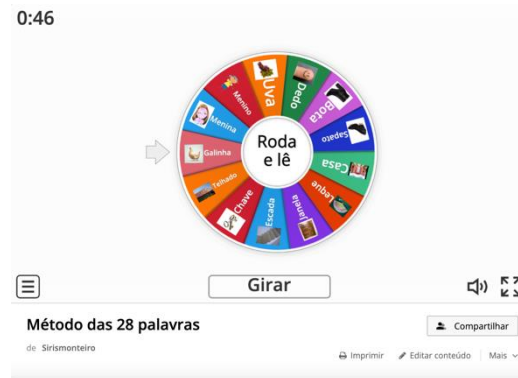 0:46
Uva
Dedo
Bota
Sapato
Casa
Leque
Janela
Escada
Chave
Telhado
Galinha
Menina
Menino
Roda
e lê
Girar
Método das 28 palavras
Compartilhar
de Sirismonteiro
Imprimir
Editar conteúdo
Mais